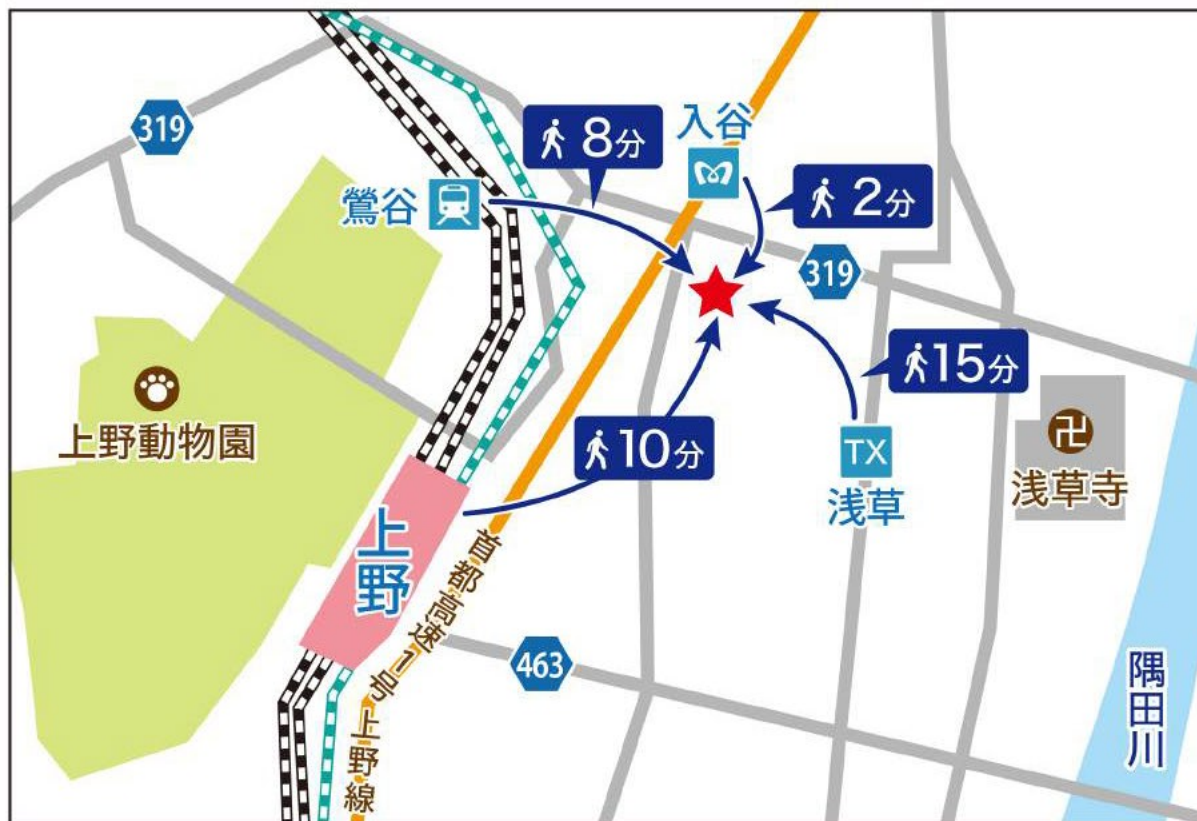 319
8分
入谷
2分
鶯谷
319
15分
上野動物園
10分
TX
浅草
卍
浅草寺
上野
首都高速1号上野線
463
隅田川